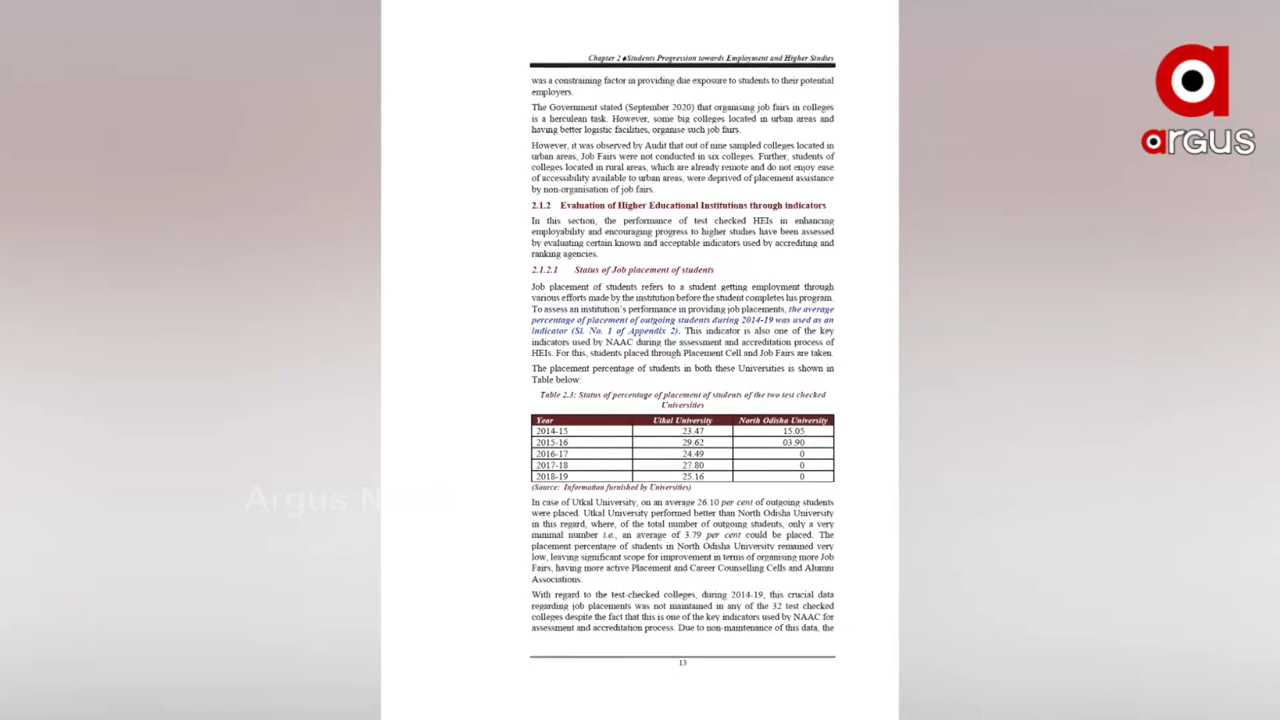 Chapter 2 ♦Students Progression towards Employment and Higher Studies
was a constraining factor in providing due exposure to students to their potential
employers.
The Government stated (September 2020) that organising job fairs in colleges
is a herculean task. However, some big colleges located in urban areas and
having better logistic facilities, organise such job fairs.
However, it was observed by Audit that out of nine sampled colleges located in
urban areas, Job Fairs were not conducted in six colleges. Further, students of
colleges located in rural areas, which are already remote and do not enjoy ease
of accessibility available to urban areas, were deprived of placement assistance
by non-organisation of job fairs.
2.1.2 Evaluation of Higher Educational Institutions through indicators
In this section, the performance of test checked HEIs in enhancing
employability and encouraging progress to higher studies have been assessed
by evaluating certain known and acceptable indicators used by accrediting and
ranking agencies.
2.1.2.1 Status of Job placement of students
Job placement of students refers to a student getting employment through
various efforts made by the institution before the student completes his program.
To assess an institution's performance in providing job placements, the average
percentage of placement of outgoing students during 2014-19 was used as an
indicator (Sl. No. 1 of Appendix 2). This indicator is also one of the key
indicators used by NAAC during the assessment and accreditation process of
HEIs. For this, students placed through Placement Cell and Job Fairs are taken.
The placement percentage of students in both these Universities is shown in
Table below:
Table 2.3: Status of percentage of placement of students of the two test checked
Universities
Year Utkal University North Odisha University
2014-15 23.47 15.05
2015-16 29.62 03.90
2016-17 24.49 0
2017-18 27.80 0
2018-19 25.16 0
(Source: Information furnished by Universities)
In case of Utkal University, on an average 26.10 per cent of outgoing students
were placed. Utkal University performed better than North Odisha University
in this regard, where, of the total number of outgoing students, only a very
minimal number i.e., an average of 3.79 per cent could be placed. The
placement percentage of students in North Odisha University remained very
low, leaving significant scope for improvement in terms of organising more Job
Fairs, having more active Placement and Career Counselling Cells and Alumni
Associations.
With regard to the test-checked colleges, during 2014-19, this crucial data
regarding job placements was not maintained in any of the 32 test checked
colleges despite the fact that this is one of the key indicators used by NAAC for
assessment and accreditation process. Due to non-maintenance of this data, the
13
argus
Argus News